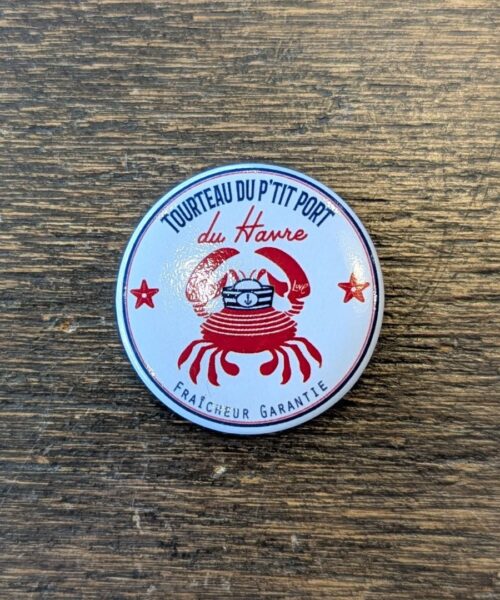 TOURTEAU DU P'TIT PORT
du Havre
FRAÎCHEUR GARANTIE